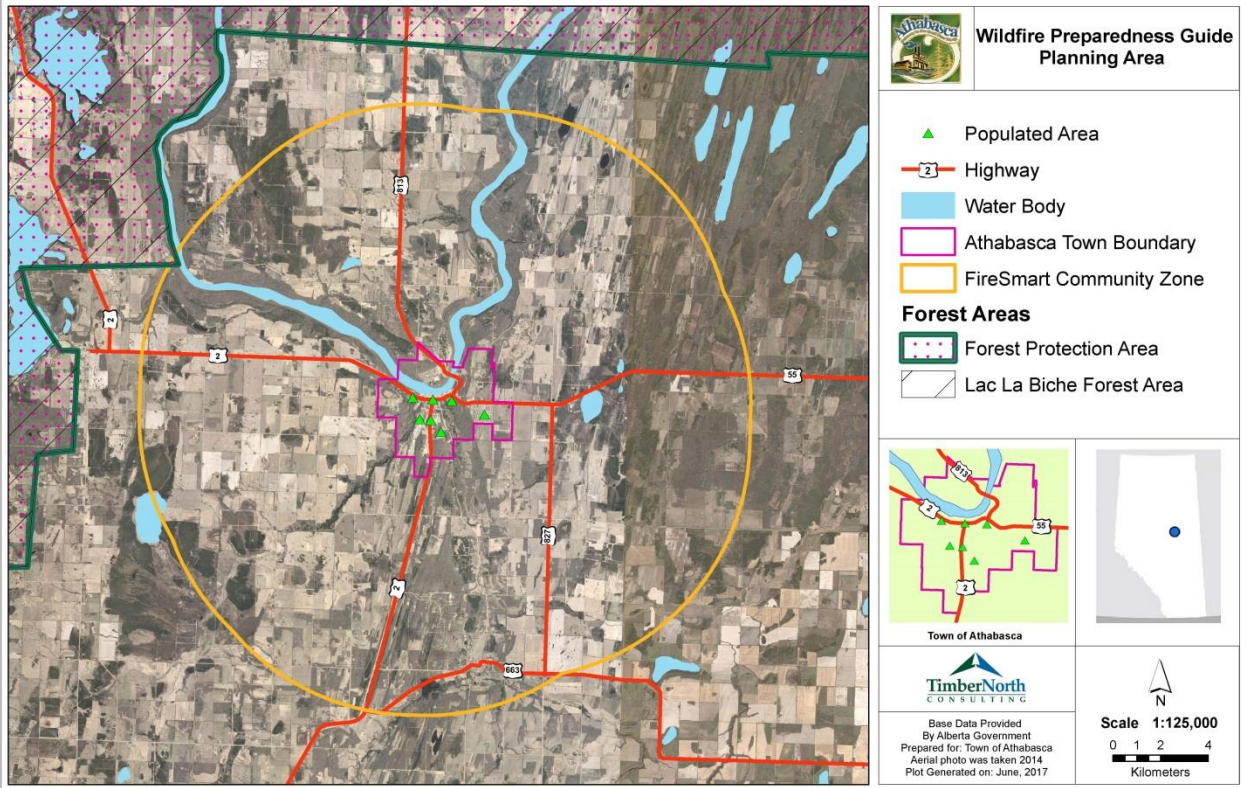 813
2
2
55
827
2
663
Athabasca
Wildfire Preparedness Guide
Planning Area
Populated Area
2
Highway
Water Body
Athabasca Town Boundary
FireSmart Community Zone
Forest Areas
Forest Protection Area
Lac La Biche Forest Area
813
2
55
2
Town of Athabasca
TimberNorth
CONSULTING
Base Data Provided
By Alberta Government
Prepared for: Town of Athabasca
Aerial photo was taken 2014
Plot Generated on: June, 2017
N
Scale 1:125,000
0 1 2 4
Kilometers